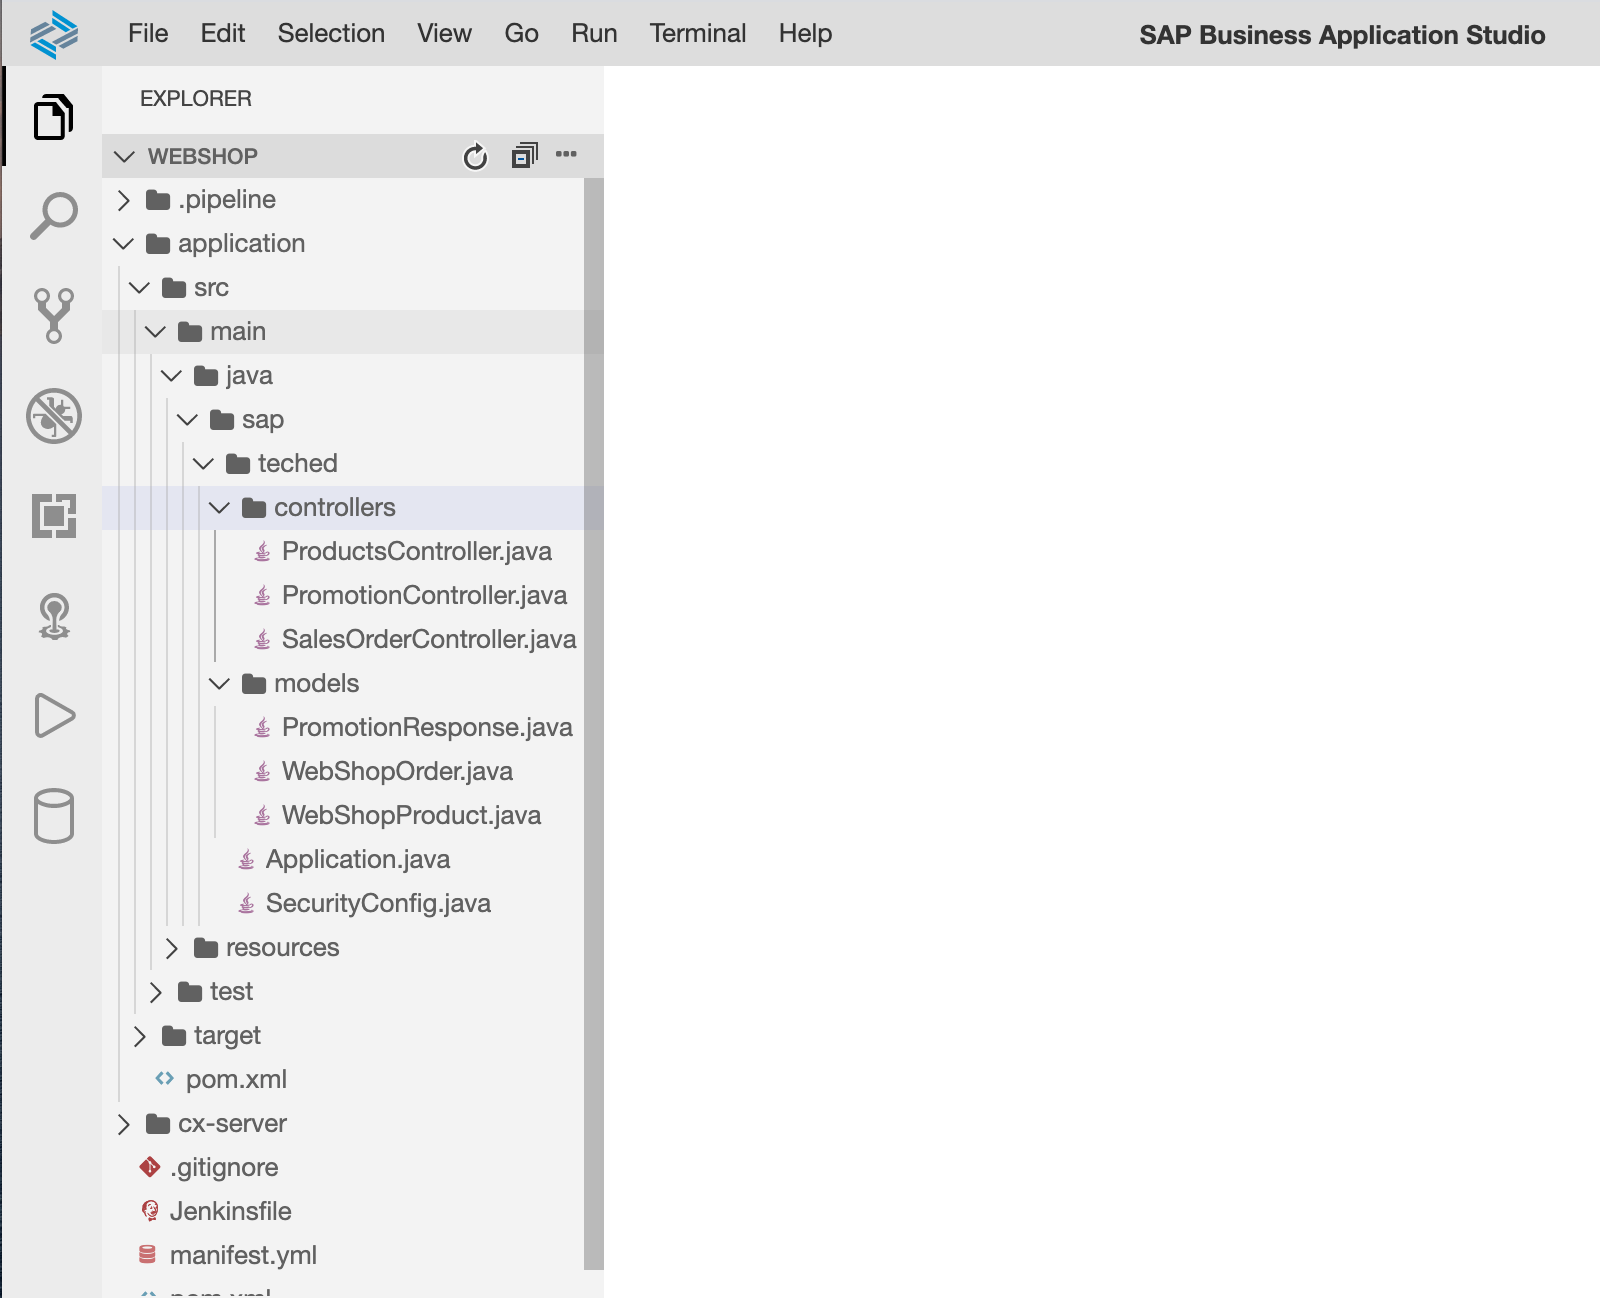 File Edit Selection View Go Run Terminal Help SAP Business Application Studio
EXPLORER
WEBSHOP
.pipeline
application
src
main
java
sap
teched
controllers
ProductsController.java
PromotionController.java
SalesOrderController.java
models
PromotionResponse.java
WebShopOrder.java
WebShopProduct.java
Application.java
SecurityConfig.java
resources
test
target
pom.xml
cx-server
.gitignore
Jenkinsfile
manifest.yml
pom.xml